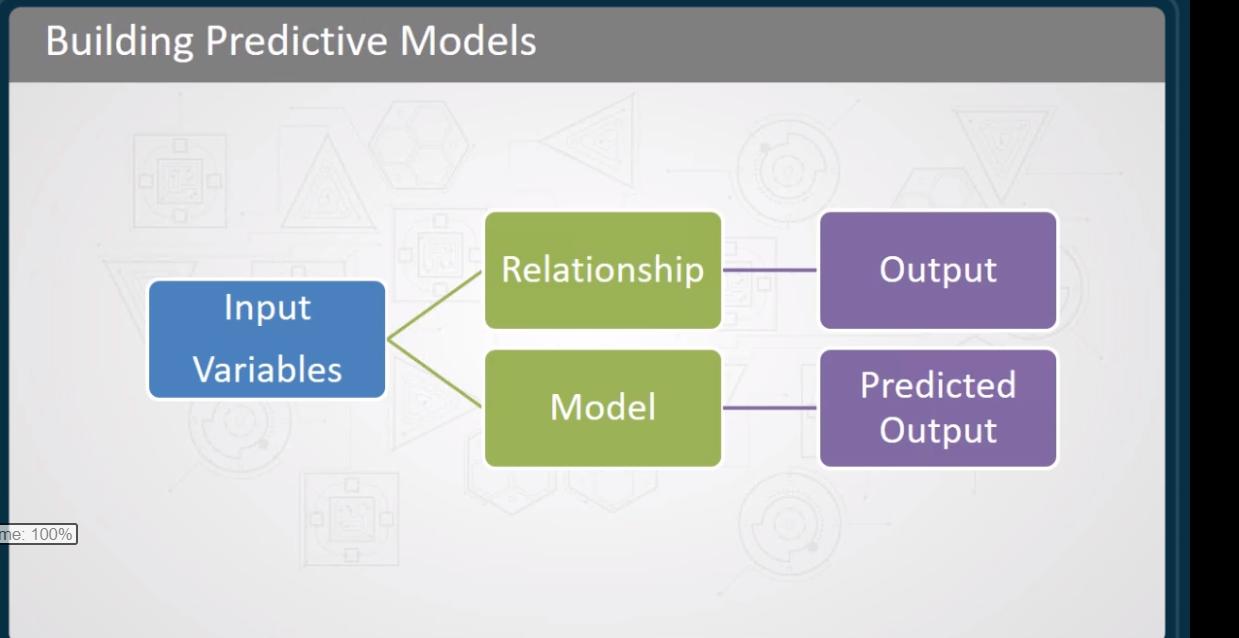 Building Predictive Models
Input
Variables
Relationship
Output
Model
Predicted
Output
me: 100%